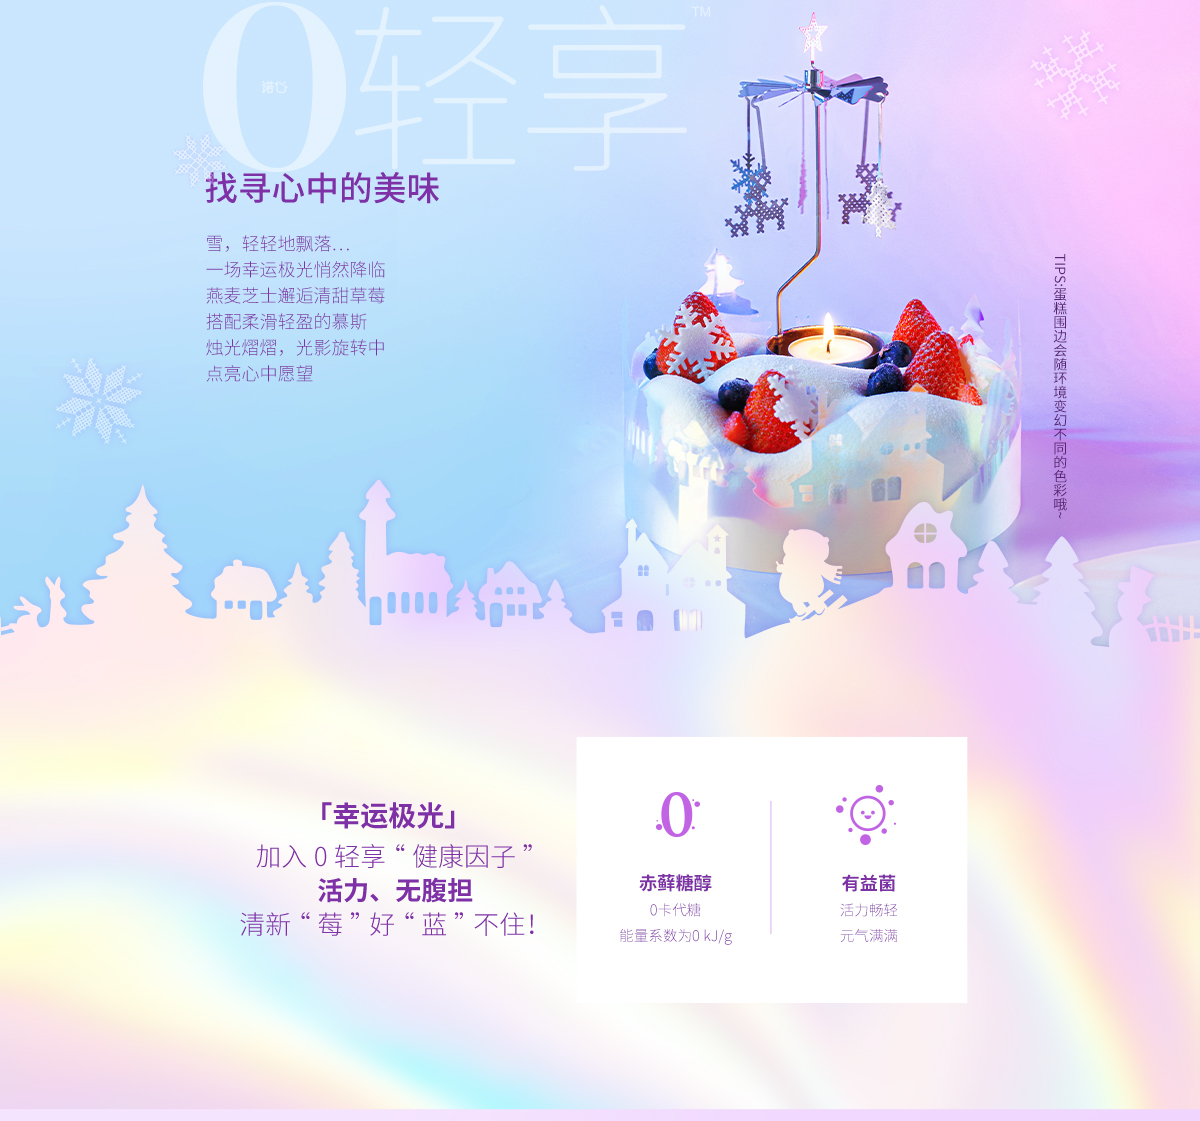 0轻享 TM
找寻心中的美味
雪，轻轻地飘落…
一场幸运极光悄然降临
燕麦芝士邂逅清甜草莓
搭配柔滑轻盈的慕斯
烛光熠熠，光影旋转中
点亮心中愿望
TIPS:蛋糕围边会随环境变幻不同的色彩哦~
「幸运极光」
加入 0 轻享 “ 健康因子 ”
活力、无腹担
清新 “ 莓 ” 好 “ 蓝 ” 不住！
0
赤藓糖醇
0卡代糖
能量系数为0 kJ/g
有益菌
活力畅轻
元气满满